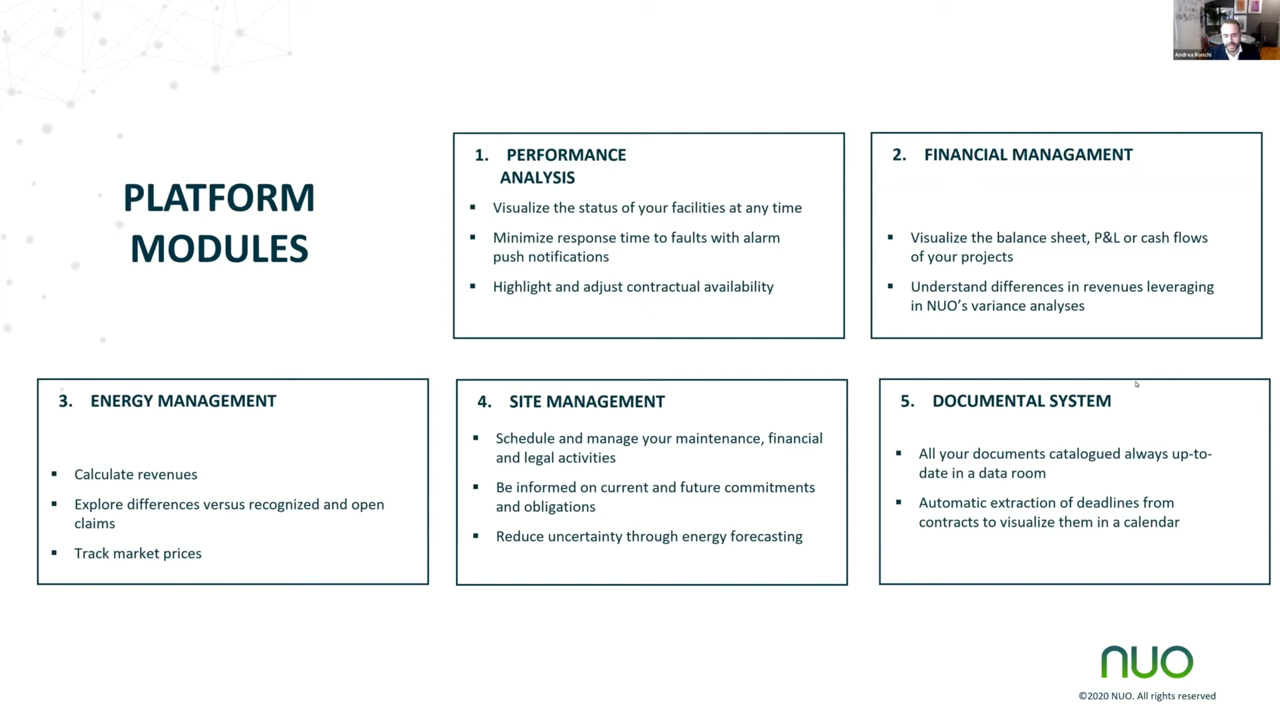 Andrea Ronchi
PLATFORM
MODULES
1. PERFORMANCE
ANALYSIS
▪ Visualize the status of your facilities at any time
▪ Minimize response time to faults with alarm
push notifications
▪ Highlight and adjust contractual availability
2. FINANCIAL MANAGAMENT
▪ Visualize the balance sheet, P&L or cash flows
of your projects
▪ Understand differences in revenues leveraging
in NUO's variance analyses
3. ENERGY MANAGEMENT
▪ Calculate revenues
▪ Explore differences versus recognized and open
claims
▪ Track market prices
4. SITE MANAGEMENT
▪ Schedule and manage your maintenance, financial
and legal activities
▪ Be informed on current and future commitments
and obligations
▪ Reduce uncertainty through energy forecasting
5. DOCUMENTAL SYSTEM
▪ All your documents catalogued always up-to-
date in a data room
▪ Automatic extraction of deadlines from
contracts to visualize them in a calendar
nuo
©2020 NUO. All rights reserved